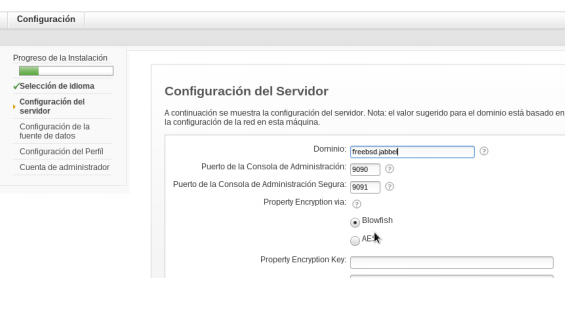 Configuración
Progreso de la Instalación
Selección de idioma
Configuración del
servidor
Configuración de la
fuente de datos
Configuración del Perfil
Cuenta de administrador
Configuración del Servidor
A continuación se muestra la configuración del servidor. Nota: el valor sugerido para el dominio está basado en
la configuración de la red en esta máquina.
Dominio: freebsd.jabbel ?
Puerto de la Consola de Administración: 9090 ?
Puerto de la Consola de Administración Segura: 9091 ?
Property Encryption via: ?
Blowfish
AES
Property Encryption Key: